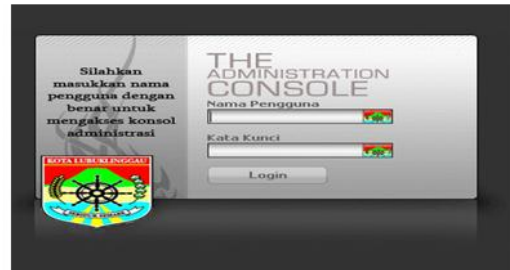 Silahkan
masukkan nama
pengguna dengan
benar untuk
mengakses konsol
administrasi
KOTA LUBUKLINGGAU
THE
ADMINISTRATION
CONSOLE
Nama Pengguna
Kata Kunci
Login